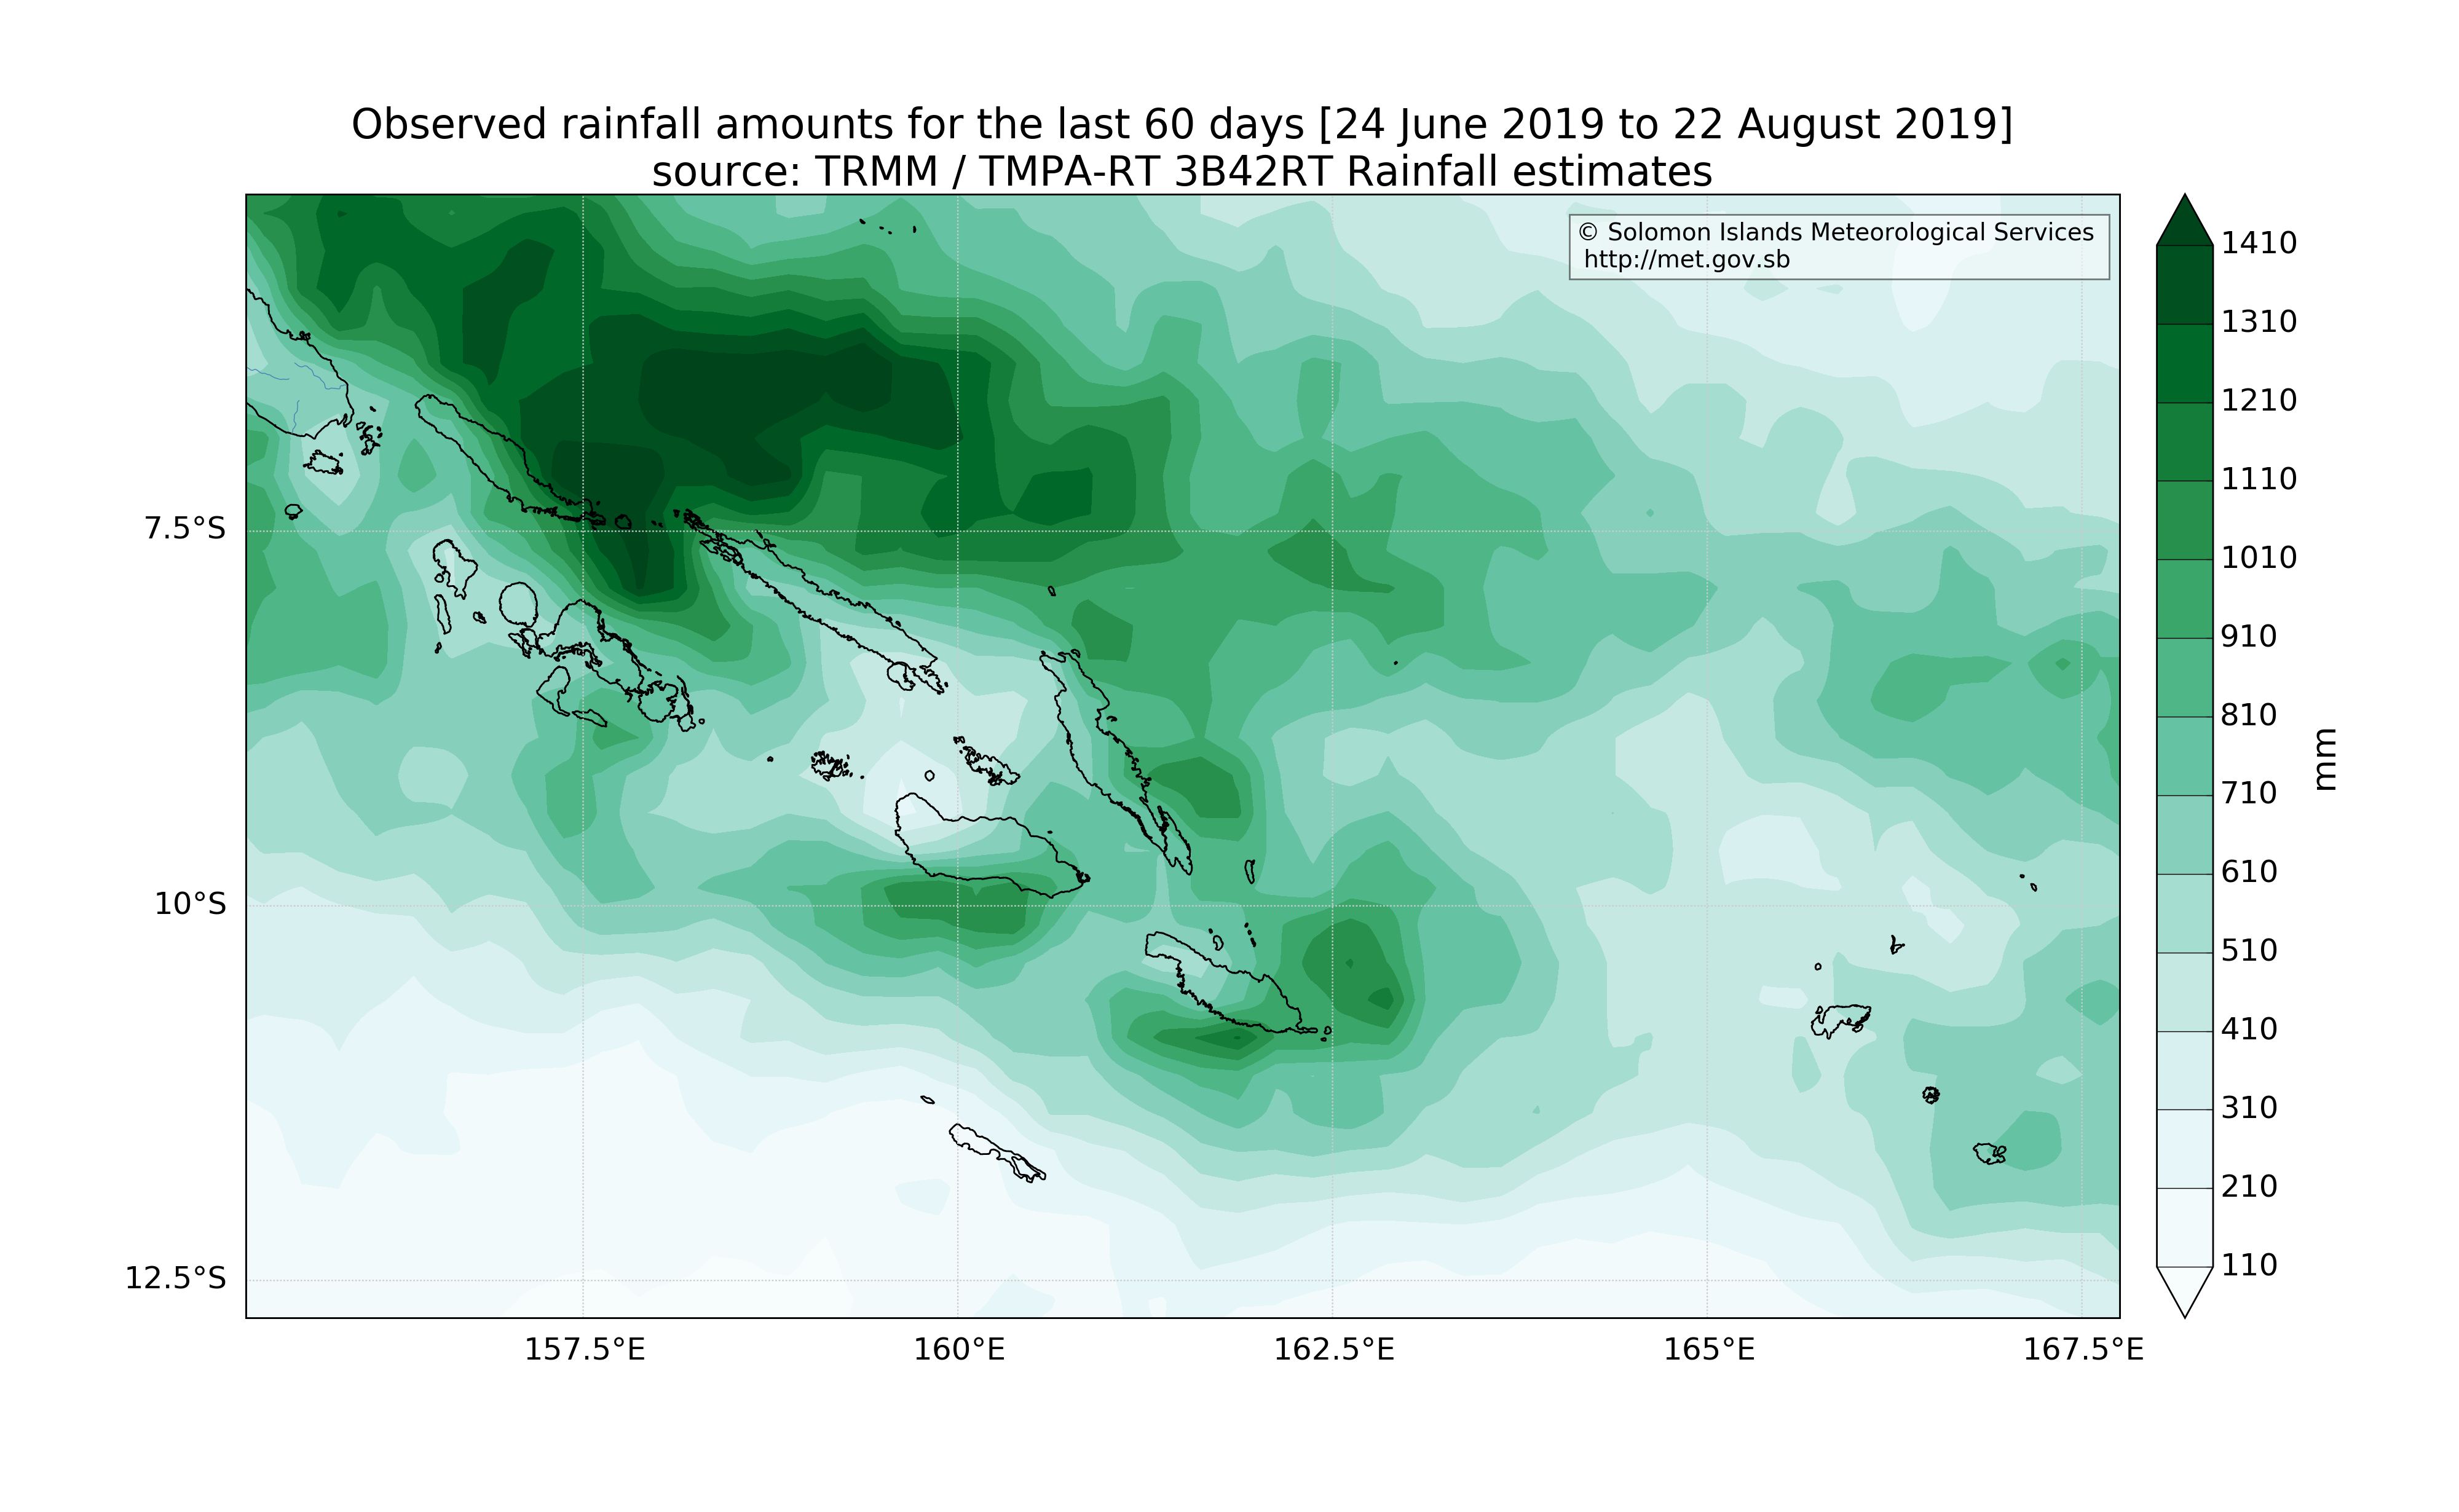 Observed rainfall amounts for the last 60 days [24 June 2019 to 22 August 2019]
source: TRMM / TMPA-RT 3B42RT Rainfall estimates
© Solomon Islands Meteorological Services
http://met.gov.sb
1410
1310
1210
1110
1010
910
810
710
610
510
410
310
210
110
mm
7.5°S
10°S
12.5°S
157.5°E
160°E
162.5°E
165°E
167.5°E